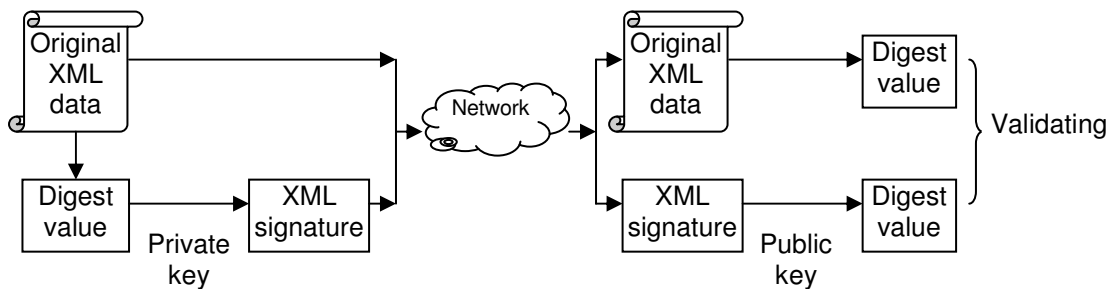 Original
XML
data
Digest
value
Private
key
XML
signature
Network
Original
XML
data
Digest
value
XML
signature
Public
key
Digest
value
Validating